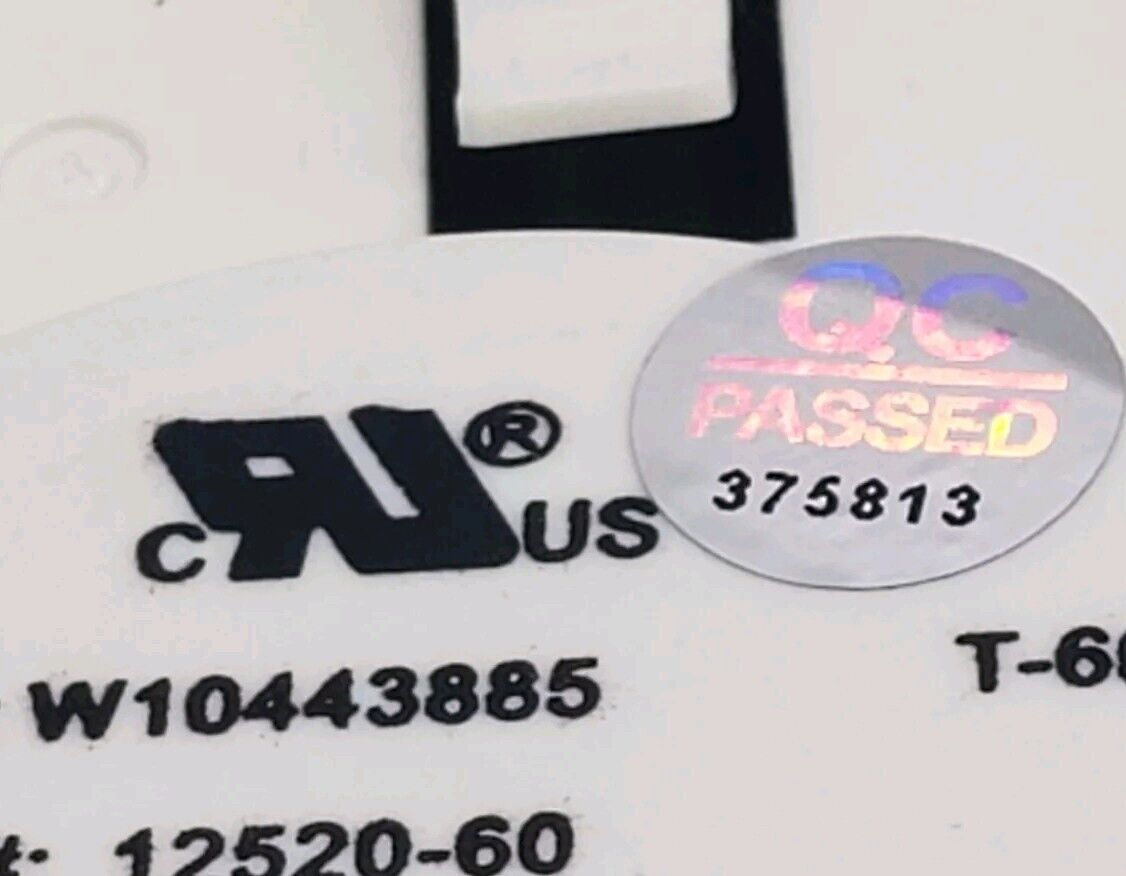 QC
PASSED
375813
®
C US
W10443885
T-6
t: 12520-60